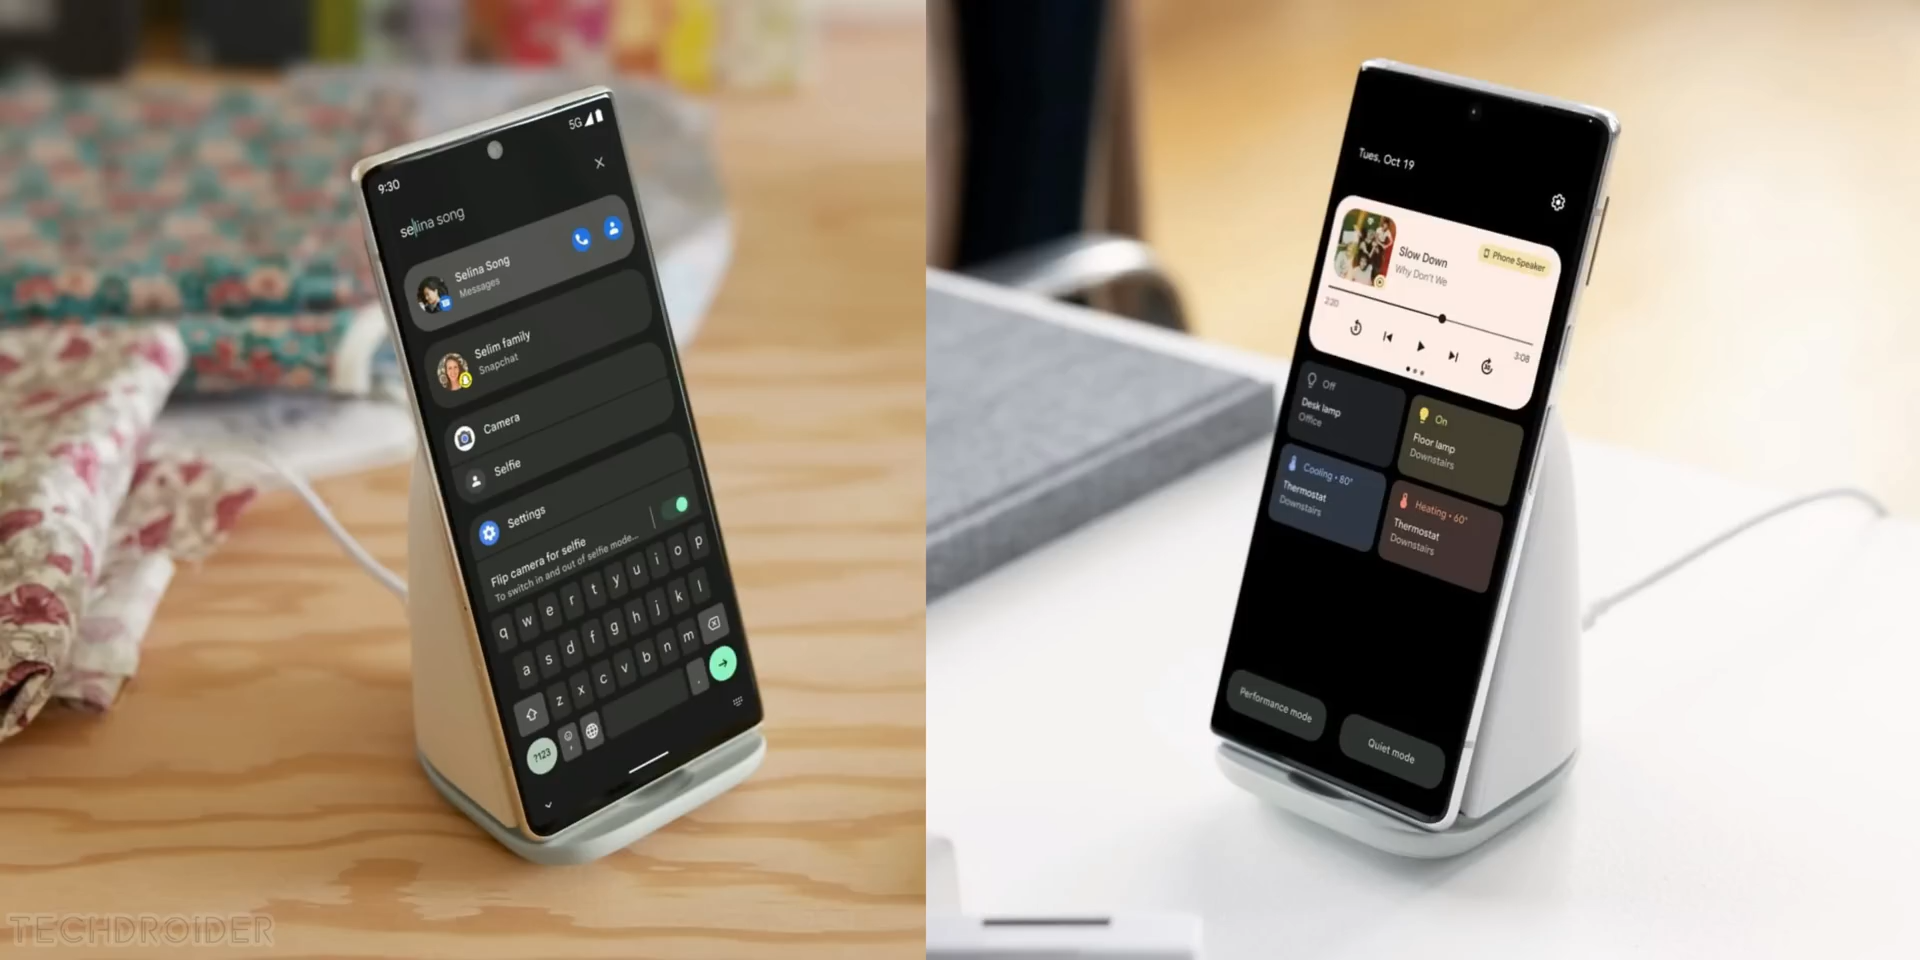 9:30
5G
selina song
Selina Song
Messages
Selim family
Snapchat
Camera
Selfie
Settings
Flip camera for selfie
To switch in and out of selfie mode...
q w e r t y u i o p
a s d f g h j k l
z x c v b n m
?123
,
.
TECHDROIDER
Tues, Oct 19
Slow Down
Why Don't We
Phone Speaker
2:20
3:08
Off
Desk lamp
Office
On
Floor lamp
Downstairs
Cooling • 80°
Thermostat
Downstairs
Heating • 60°
Thermostat
Downstairs
Performance mode
Quiet mode